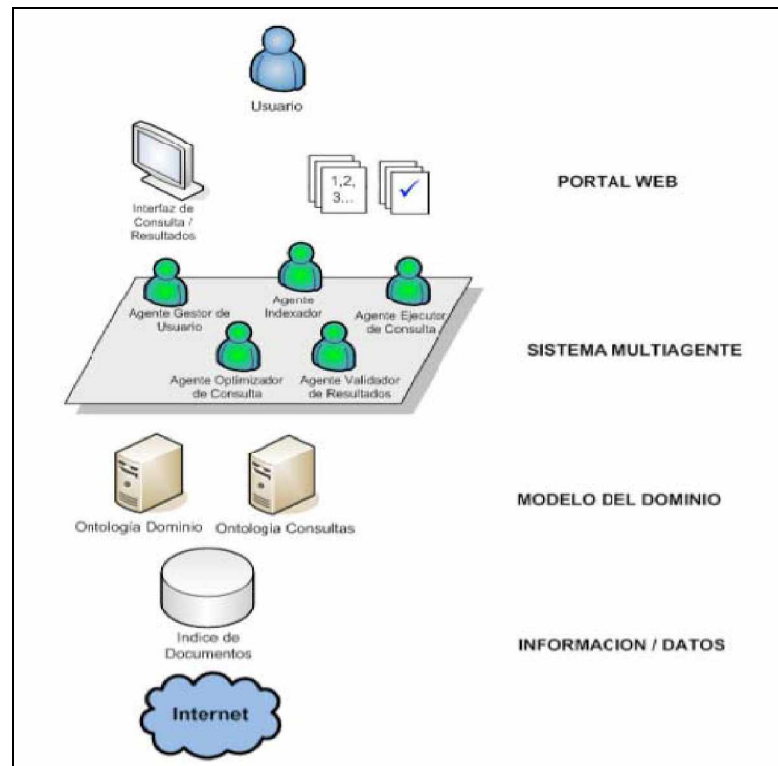 Usuario
1,2,
3...
PORTAL WEB
Interfaz de
Consulta /
Resultados
Agente Gestor de
Usuario
Agente
Indexador
Agente Ejecutor
de Consulta
SISTEMA MULTIAGENTE
Agente Optimizador
de Consulta
Agente Validador
de Resultados
MODELO DEL DOMINIO
Ontología Dominio
Ontología Consultas
Indice de
Documentos
INFORMACION / DATOS
Internet